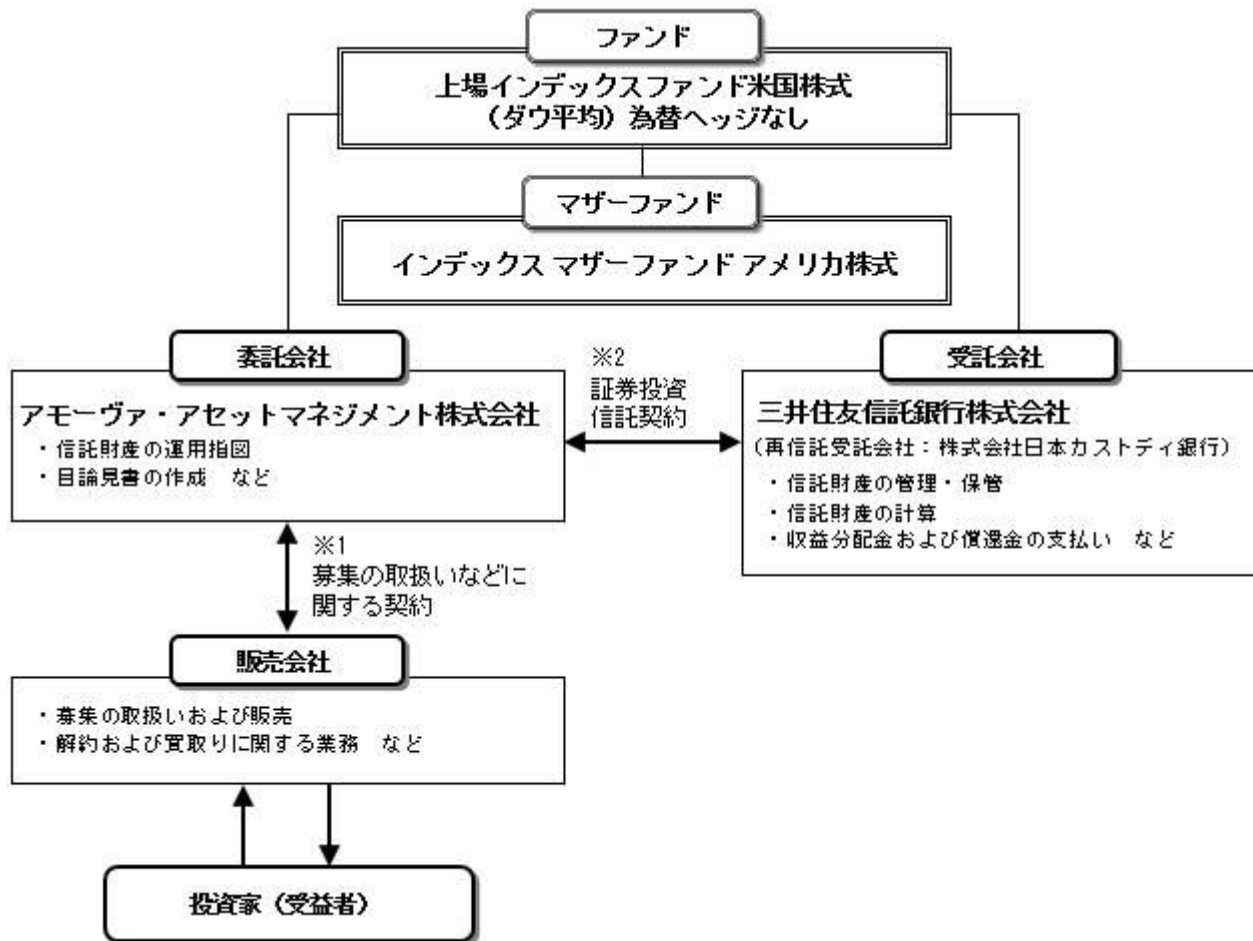 ファンド
上場インデックスファンド米国株式
（ダウ平均）為替ヘッジなし
マザーファンド
インデックス マザーファンド アメリカ株式
委託会社
アモーヴァ・アセットマネジメント株式会社
・信託財産の運用指図
・目論見書の作成　など
※2
証券投資
信託契約
受託会社
三井住友信託銀行株式会社
（再信託受託会社：株式会社日本カストディ銀行）
・信託財産の管理・保管
・信託財産の計算
・収益分配金および償還金の支払い　など
※1
募集の取扱いなどに
関する契約
販売会社
・募集の取扱いおよび販売
・解約および買取りに関する業務　など
投資家（受益者）